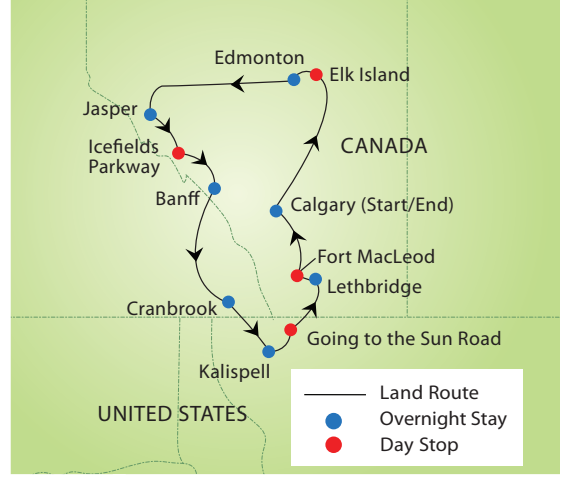 Edmonton
Elk Island
Jasper
Icefields
Parkway
CANADA
Banff
Calgary (Start/End)
Fort MacLeod
Lethbridge
Cranbrook
Going to the Sun Road
Kalispell
UNITED STATES
Land Route
Overnight Stay
Day Stop